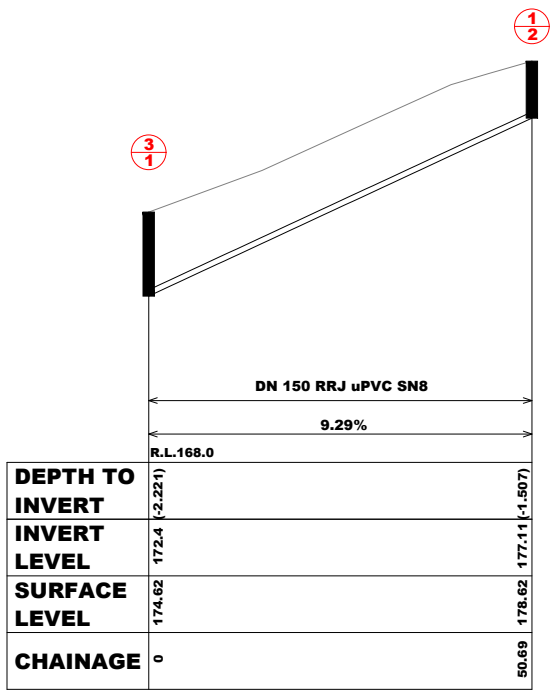 1
2
3
1
DN 150 RRJ uPVC SN8
9.29%
R.L.168.0
DEPTH TO
INVERT
(-2.221)
(-1.507)
INVERT
LEVEL
172.4
177.11
SURFACE
LEVEL
174.62
178.62
CHAINAGE
0
50.69